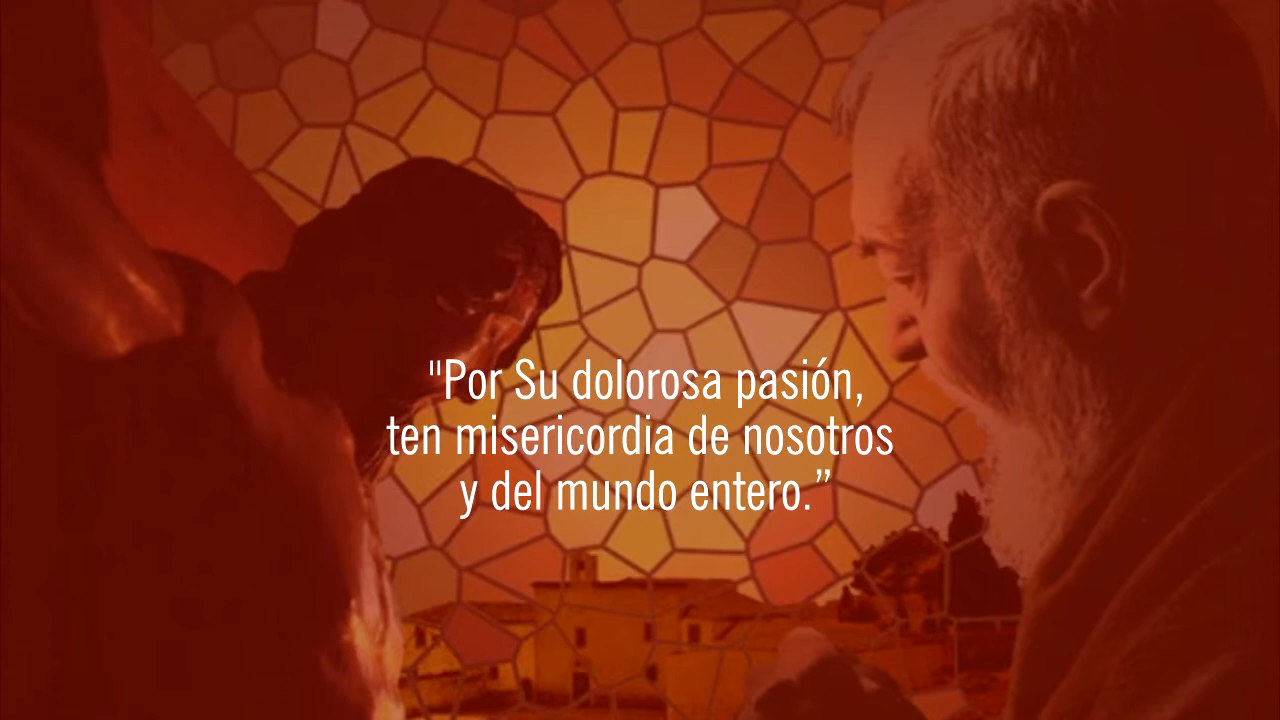 "Por Su dolorosa pasión,
ten misericordia de nosotros
y del mundo entero.”